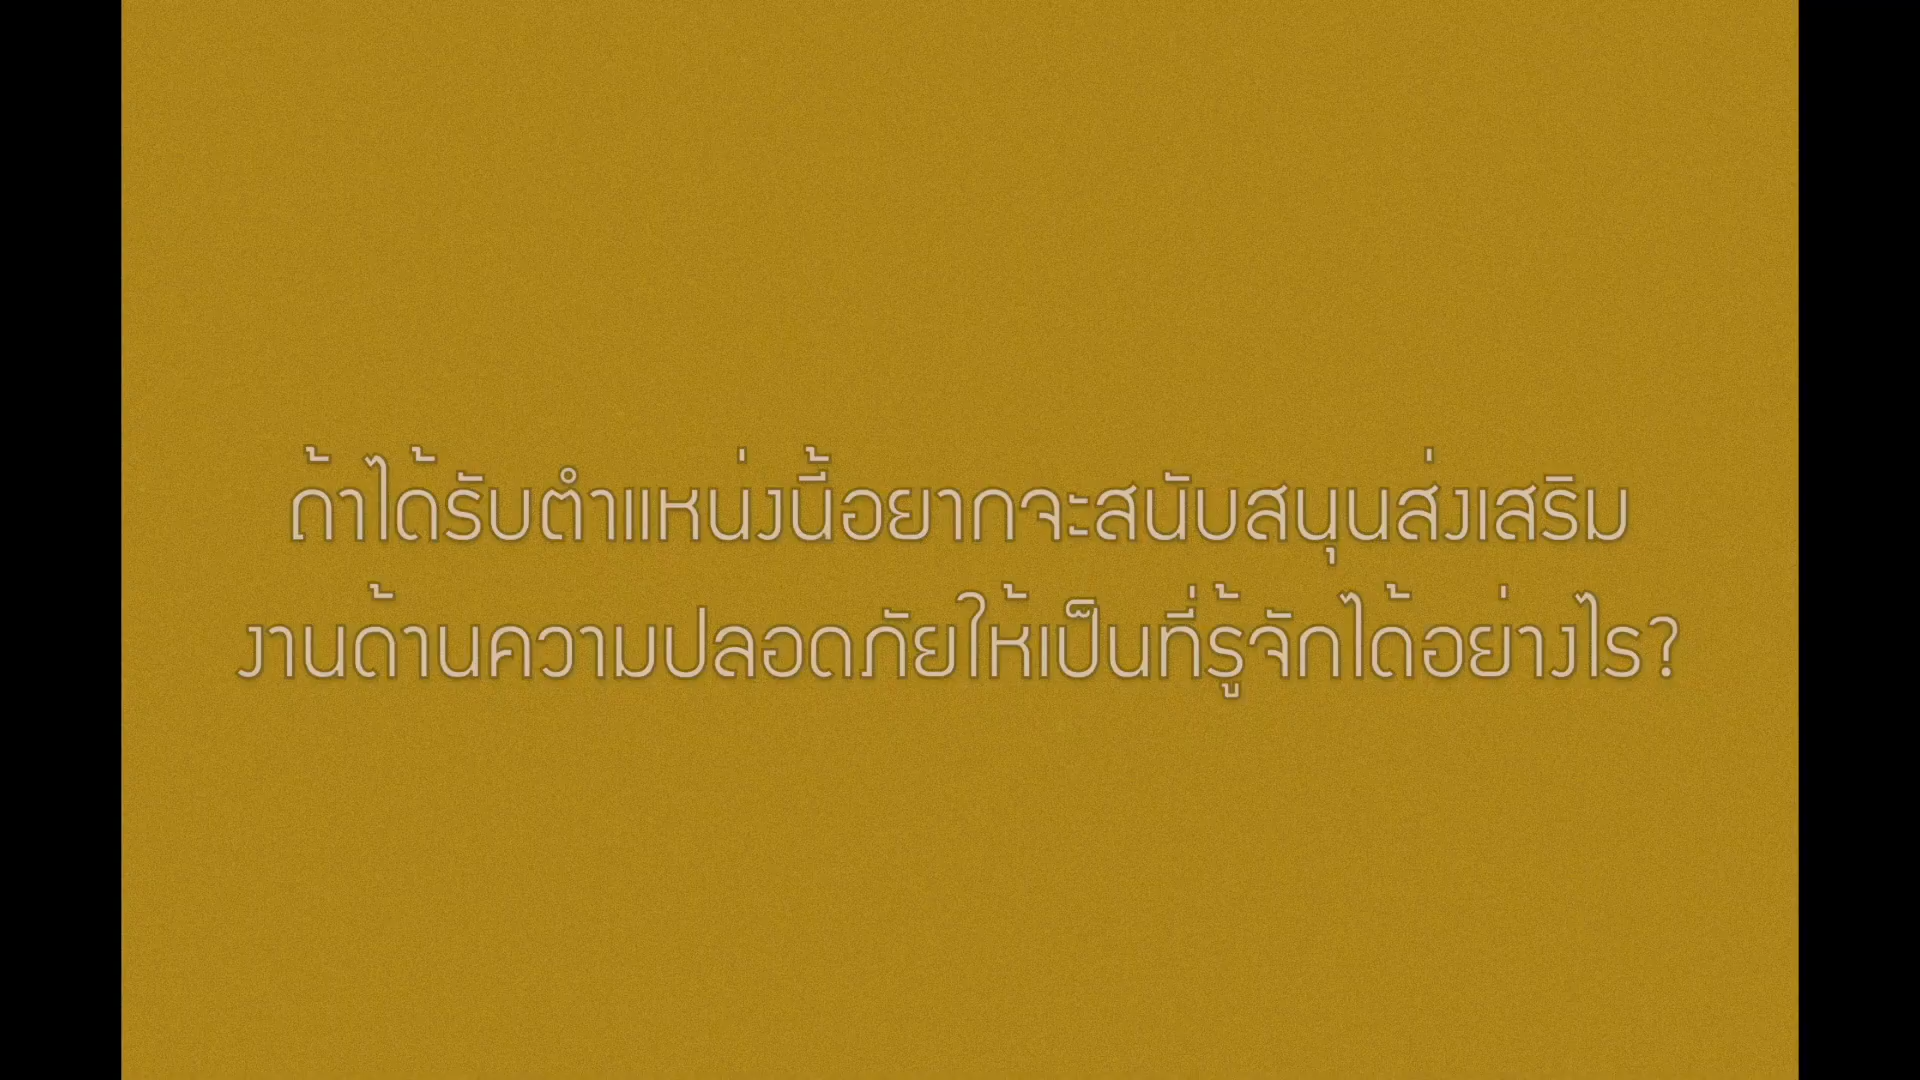 ถ้าได้รับตำแหน่งนี้อยากจะสนับสนุนส่งเสริม
งานด้านความปลอดภัยให้เป็นที่รู้จักได้อย่างไร?